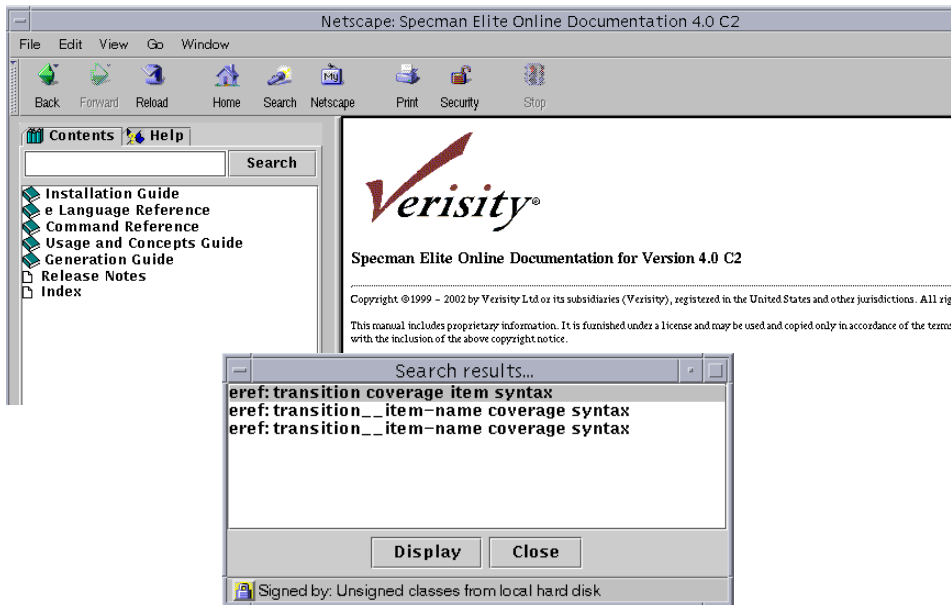 Netscape: Specman Elite Online Documentation 4.0 C2
File Edit View Go Window
Back Forward Reload Home Search Netscape Print Security Stop
My
Contents Help
Search
Installation Guide
e Language Reference
Command Reference
Usage and Concepts Guide
Generation Guide
Release Notes
Index
Verisity®
Specman Elite Online Documentation for Version 4.0 C2
Copyright ©1999 – 2002 by Verisity Ltd or its subsidiaries (Verisity), registered in the United States and other jurisdictions. All rig
This manual includes proprietary information. It is furnished under a license and may be used and copied only in accordance of the terms
with the inclusion of the above copyright notice.
Search results...
eref: transition coverage item syntax
eref: transition__item-name coverage syntax
eref: transition__item-name coverage syntax
Display Close
Signed by: Unsigned classes from local hard disk